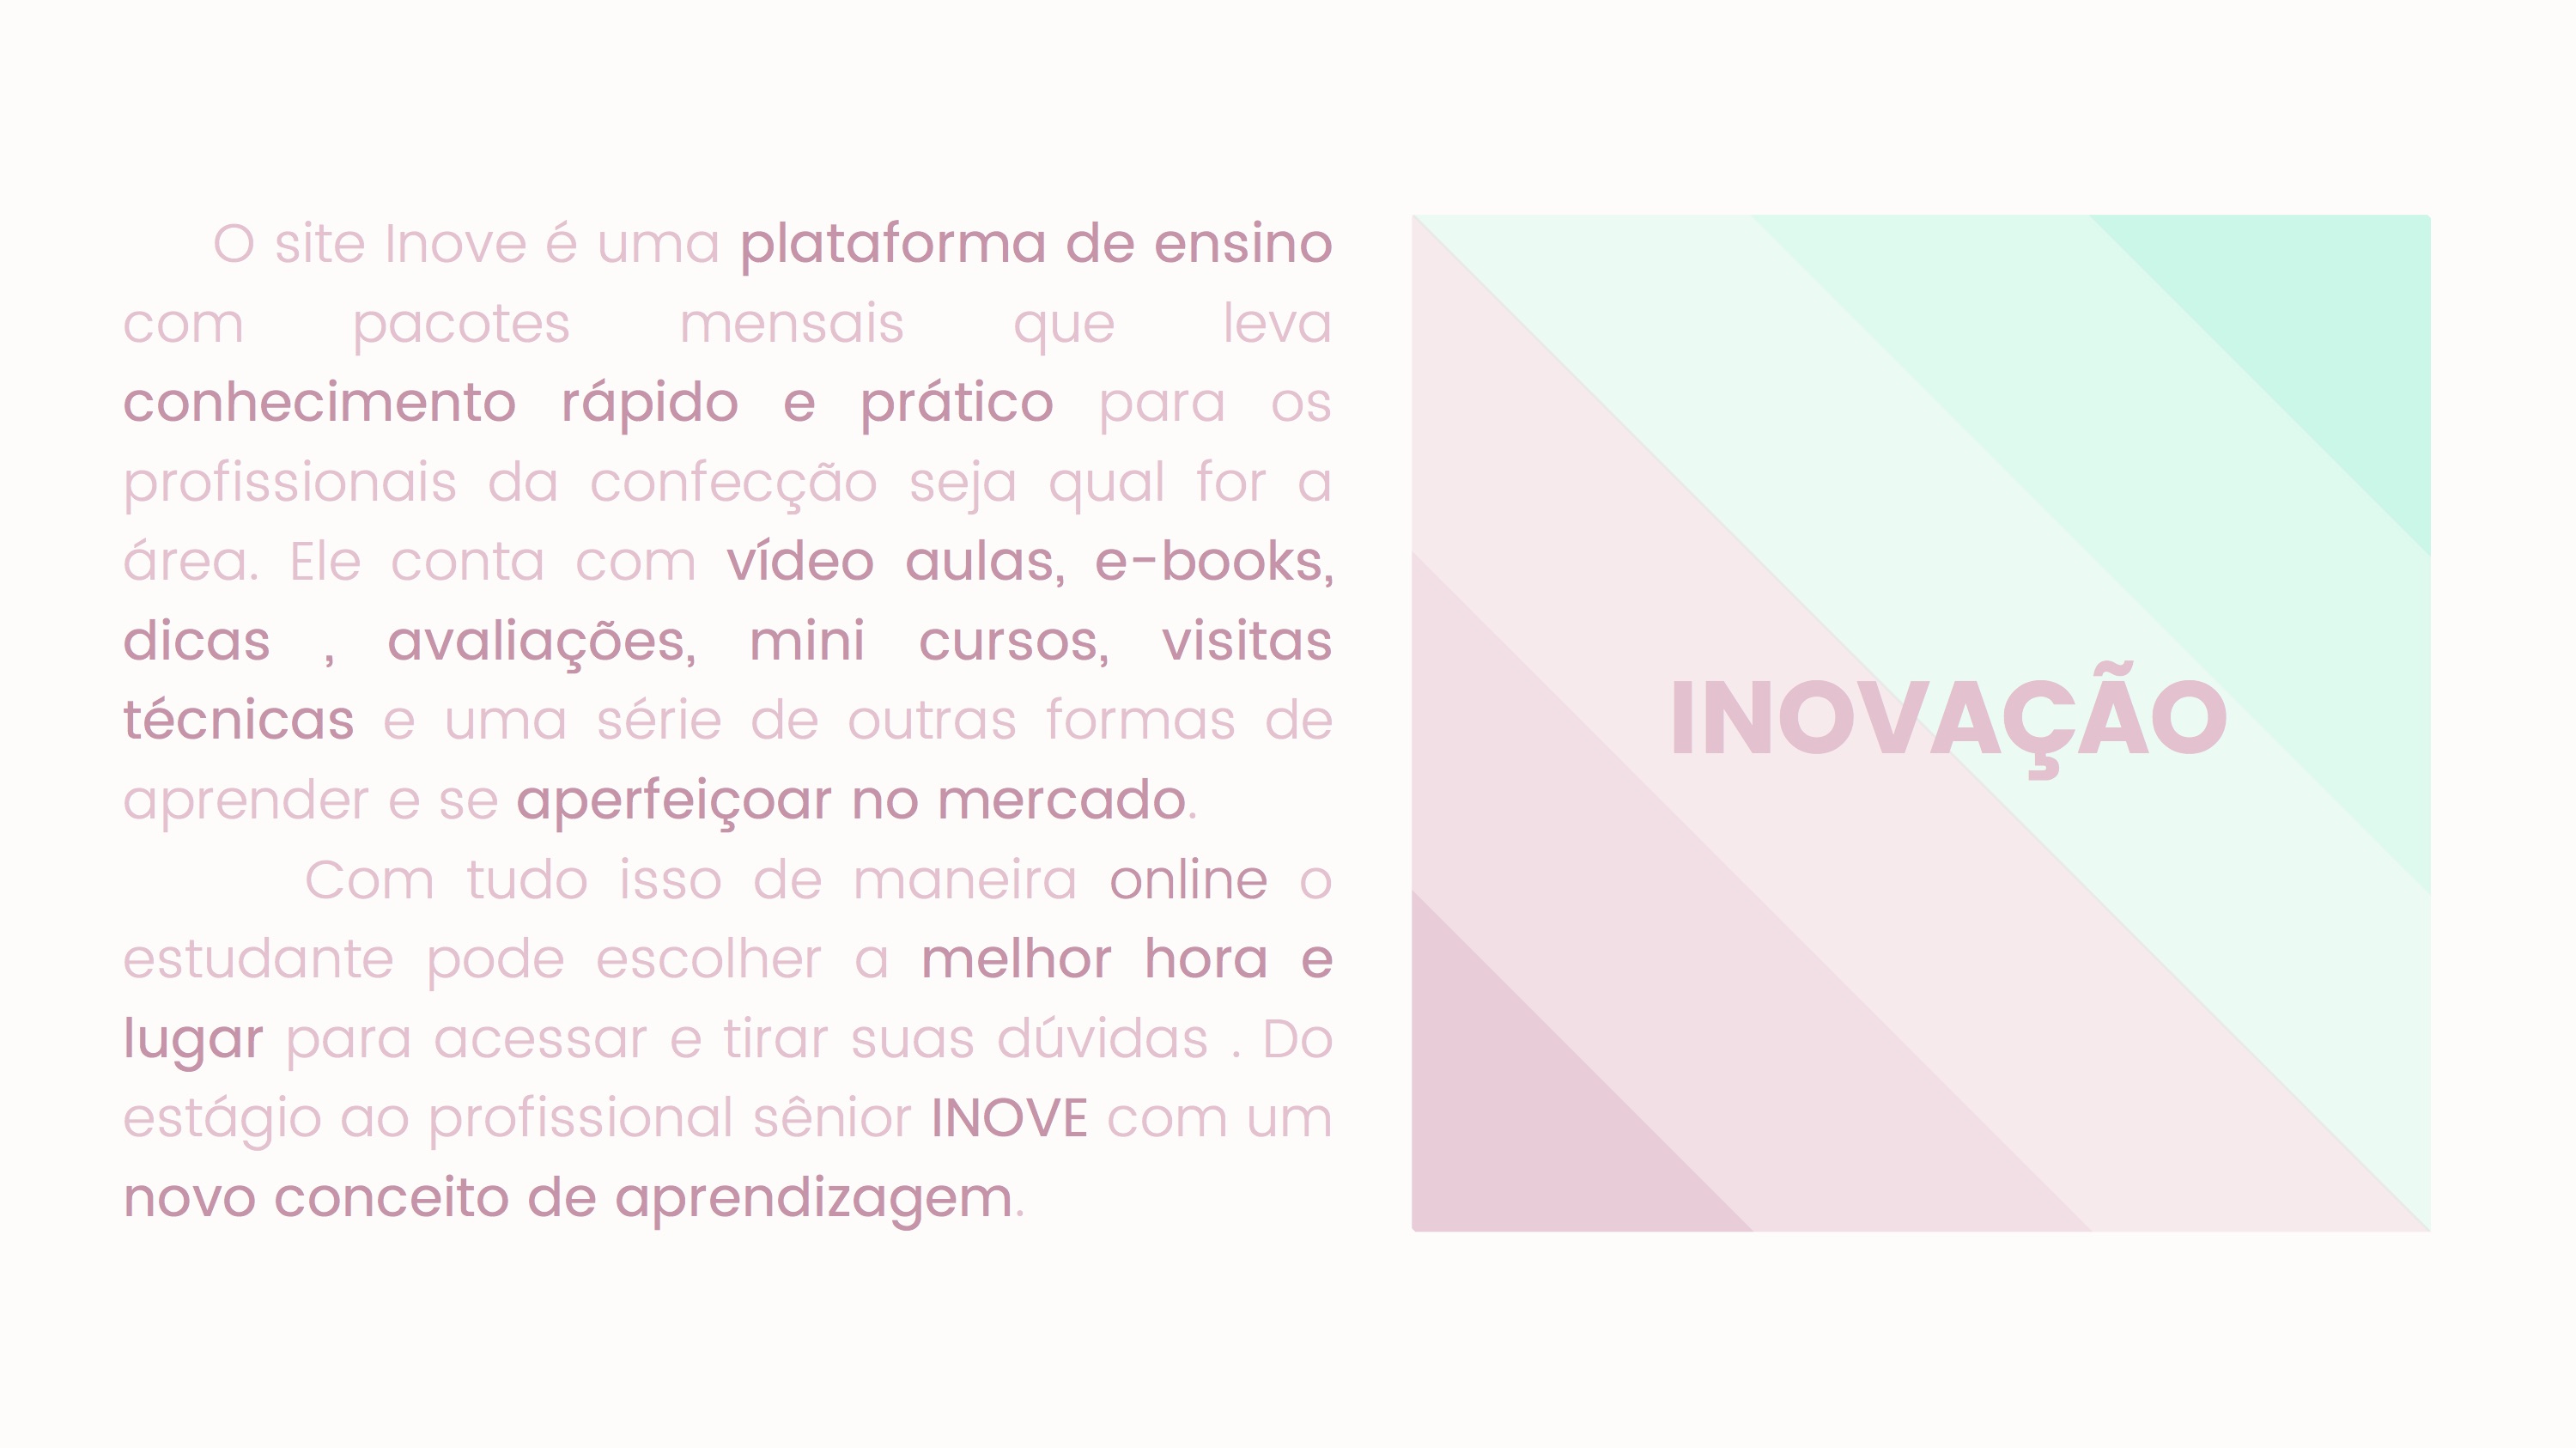 O site Inove é uma plataforma de ensino
com pacotes mensais que leva
conhecimento rápido e prático para os
profissionais da confecção seja qual for a
área. Ele conta com vídeo aulas, e-books,
dicas , avaliações, mini cursos, visitas
técnicas e uma série de outras formas de
aprender e se aperfeiçoar no mercado.
Com tudo isso de maneira online o
estudante pode escolher a melhor hora e
lugar para acessar e tirar suas dúvidas . Do
estágio ao profissional sênior INOVE com um
novo conceito de aprendizagem.
INOVAÇÃO